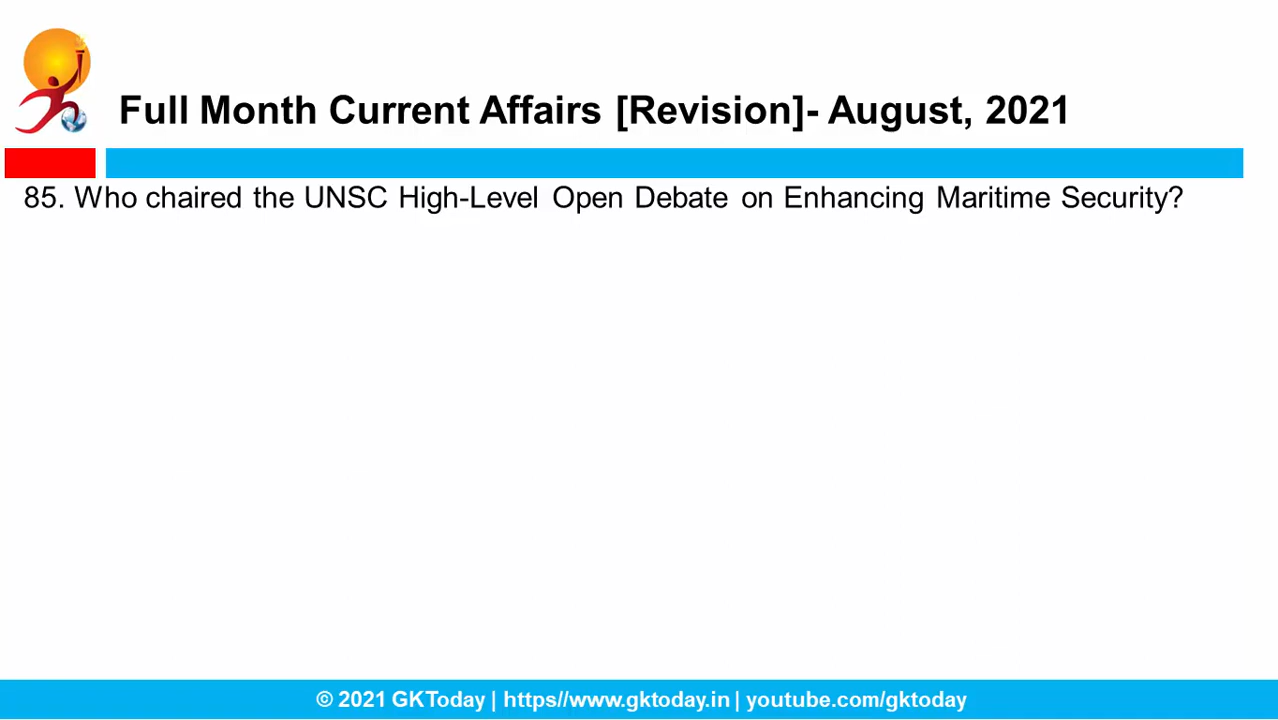 Full Month Current Affairs [Revision]- August, 2021
85. Who chaired the UNSC High-Level Open Debate on Enhancing Maritime Security?
© 2021 GKToday | https//www.gktoday.in | youtube.com/gktoday